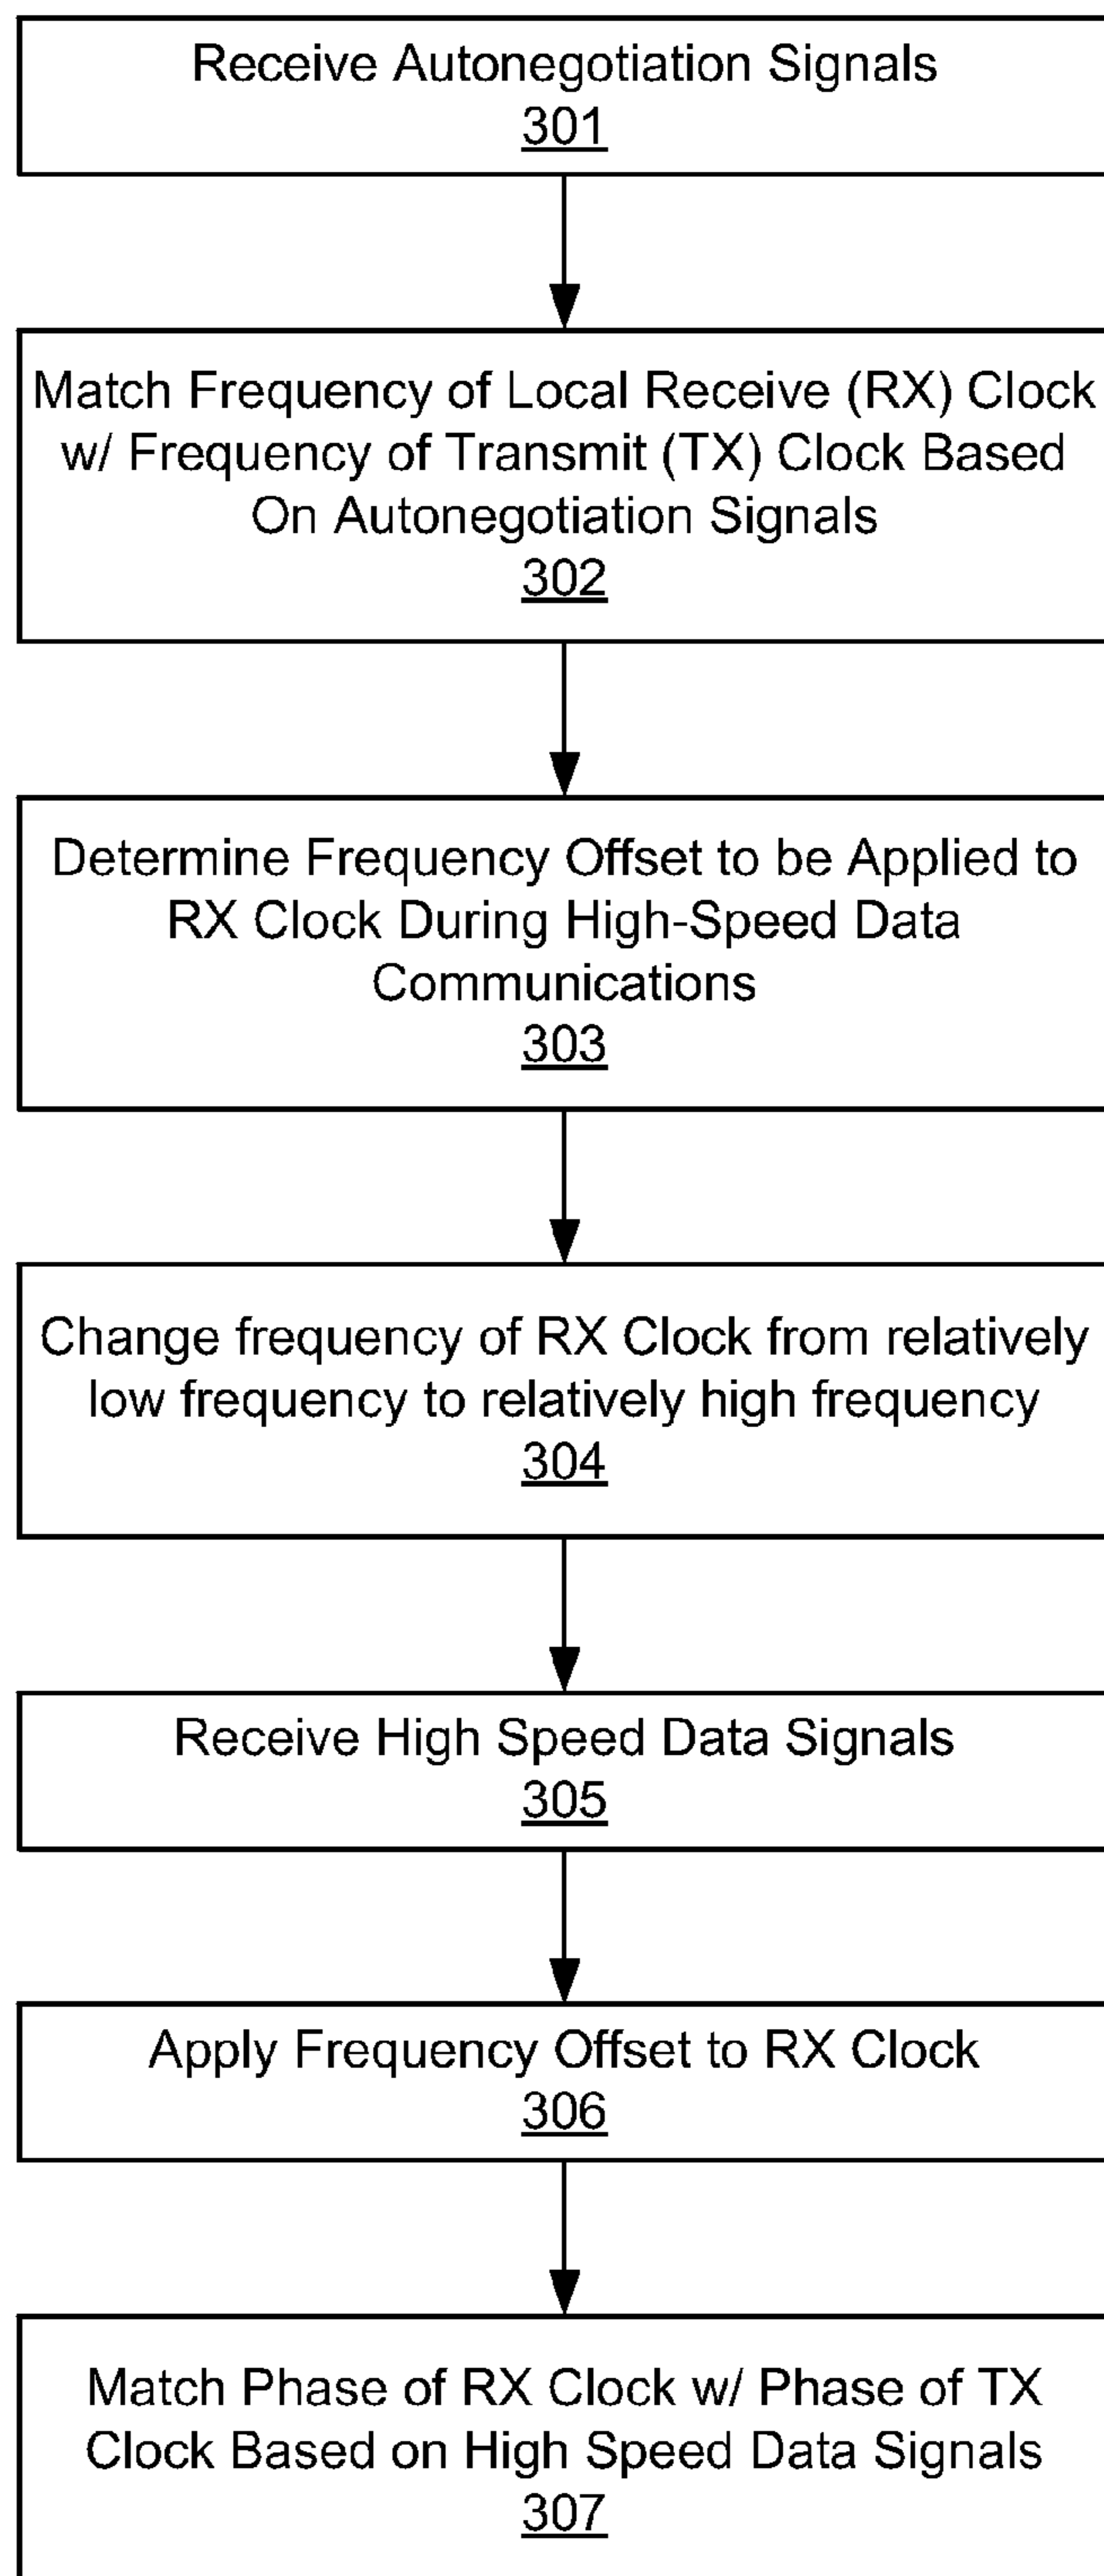 Receive Autonegotiation Signals
301
Match Frequency of Local Receive (RX) Clock
w/ Frequency of Transmit (TX) Clock Based
On Autonegotiation Signals
302
Determine Frequency Offset to be Applied to
RX Clock During High-Speed Data
Communications
303
Change frequency of RX Clock from relatively
low frequency to relatively high frequency
304
Receive High Speed Data Signals
305
Apply Frequency Offset to RX Clock
306
Match Phase of RX Clock w/ Phase of TX
Clock Based on High Speed Data Signals
307